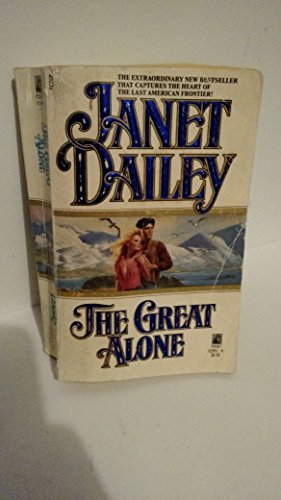 THE EXTRAORDINARY NEW BESTSELLER
THAT CAPTURES THE HEART OF
THE LAST AMERICAN FRONTIER!
JANET
DAILEY
THE GREAT
ALONE